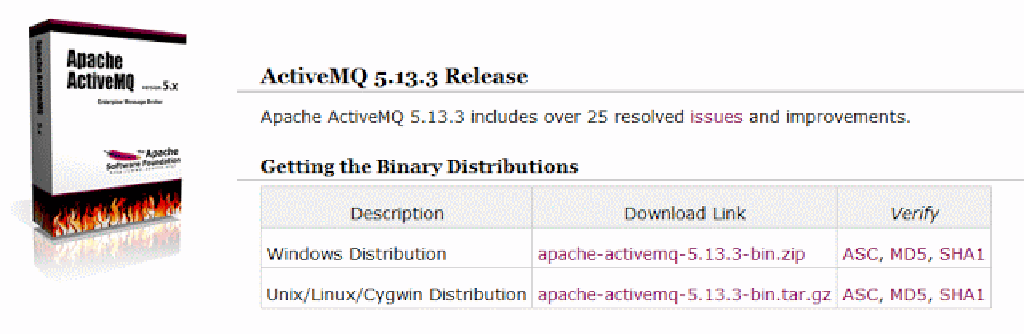 Apache
ActiveMQ version 5.x
Enterprise Message Broker
Apache ActiveMQ 5.x
The Apache
Software Foundation
ActiveMQ 5.13.3 Release
Apache ActiveMQ 5.13.3 includes over 25 resolved issues and improvements.
Getting the Binary Distributions
Description Download Link Verify
Windows Distribution apache-activemq-5.13.3-bin.zip ASC, MD5, SHA1
Unix/Linux/Cygwin Distribution apache-activemq-5.13.3-bin.tar.gz ASC, MD5, SHA1